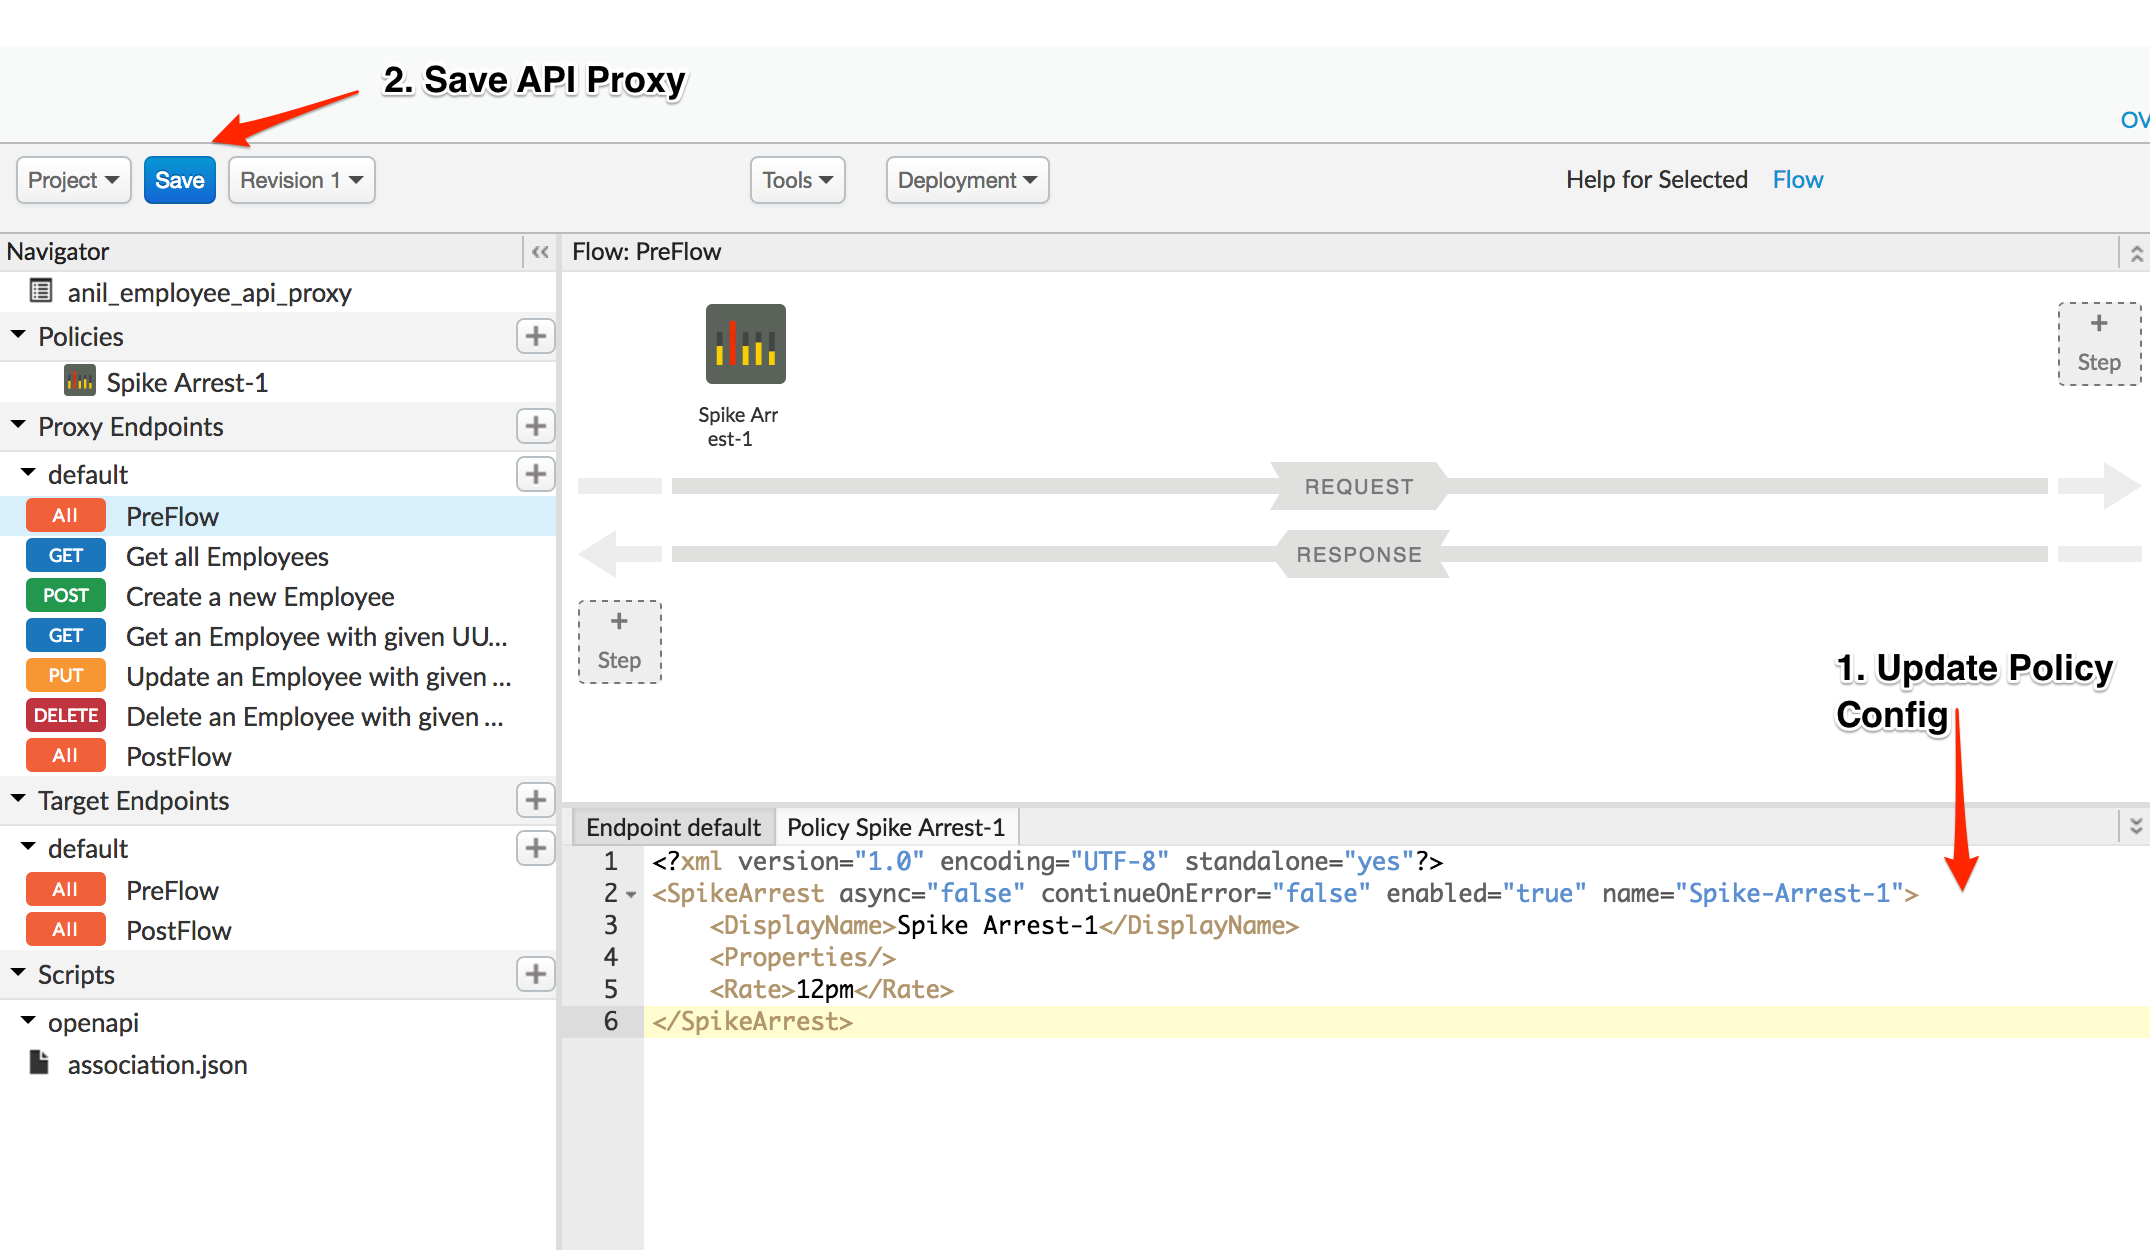 2. Save API Proxy
OV
Project
Save
Revision 1
Tools
Deployment
Help for Selected Flow
Navigator
anil_employee_api_proxy
Policies
Spike Arrest-1
Proxy Endpoints
default
All PreFlow
GET Get all Employees
POST Create a new Employee
GET Get an Employee with given UU...
PUT Update an Employee with given ...
DELETE Delete an Employee with given ...
All PostFlow
Target Endpoints
default
All PreFlow
All PostFlow
Scripts
openapi
association.json
Flow: PreFlow
Spike Arr
est-1
+
Step
REQUEST
RESPONSE
+
Step
1. Update Policy
Config
Endpoint default
Policy Spike Arrest-1
1 <?xml version="1.0" encoding="UTF-8" standalone="yes"?>
2 <SpikeArrest async="false" continueOnError="false" enabled="true" name="Spike-Arrest-1">
3 <DisplayName>Spike Arrest-1</DisplayName>
4 <Properties/>
5 <Rate>12pm</Rate>
6 </SpikeArrest>